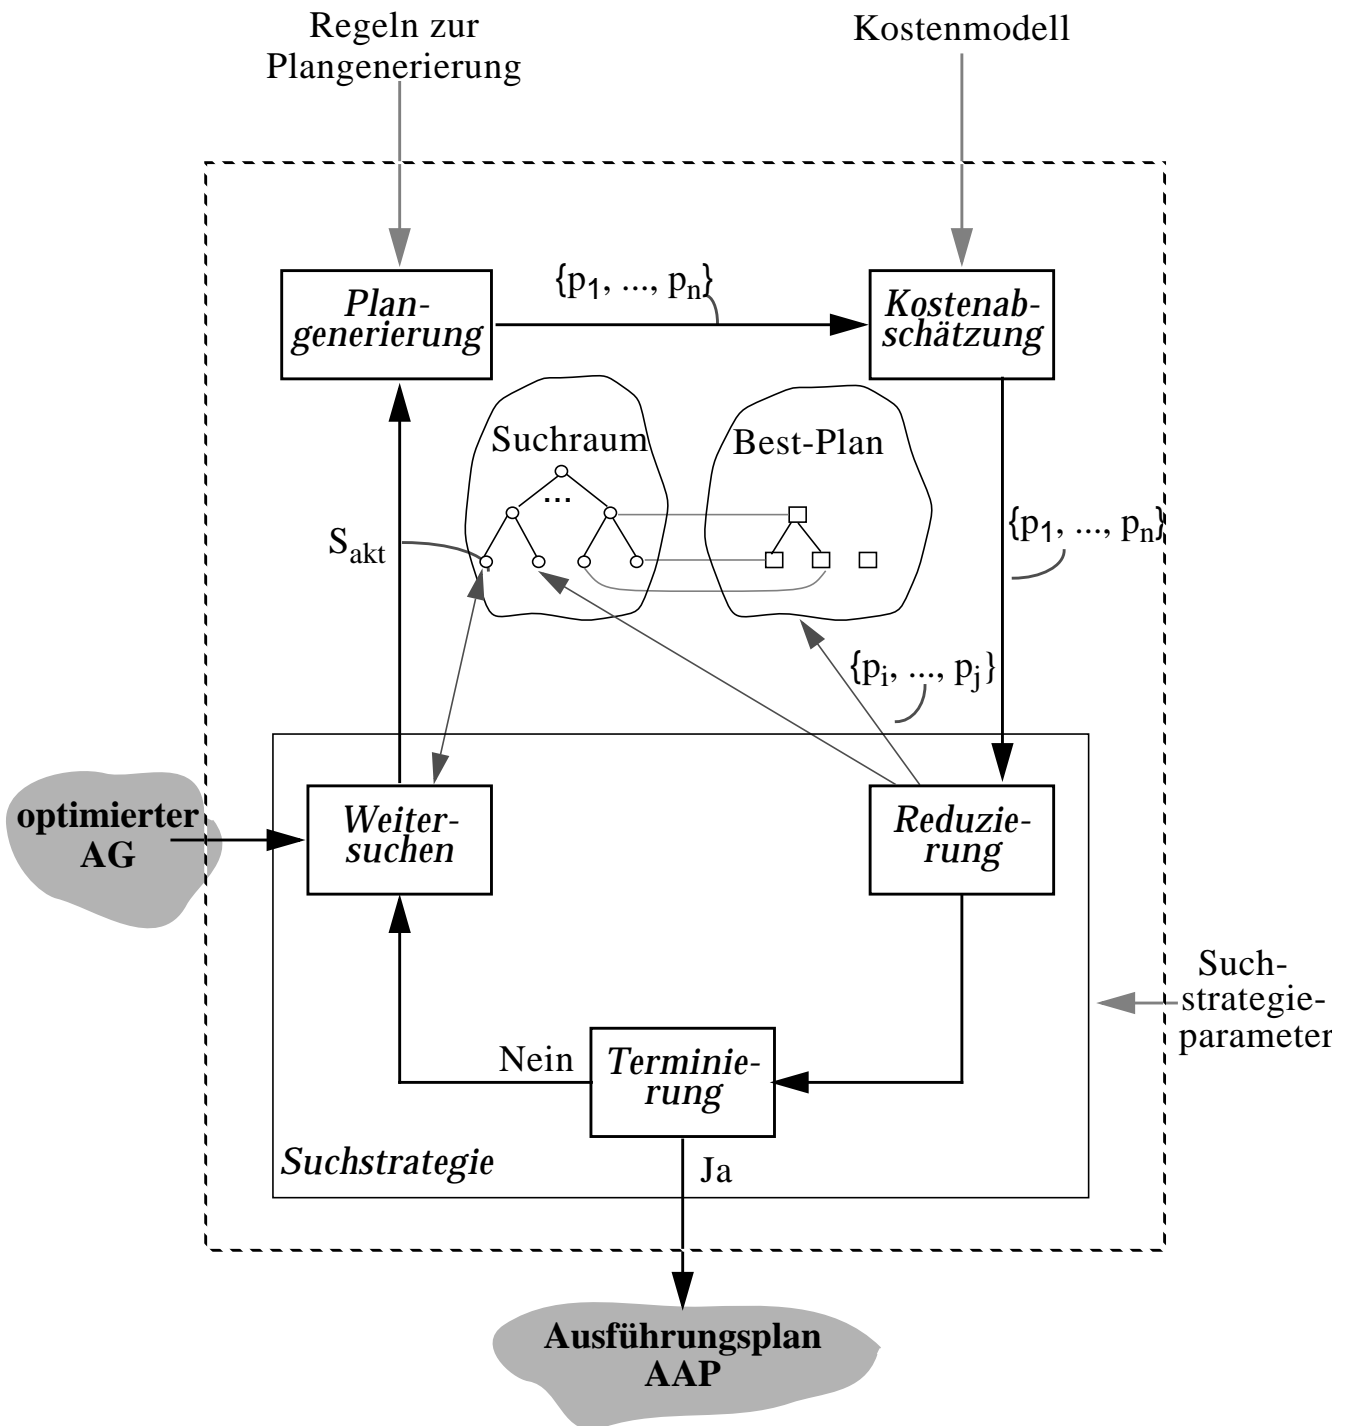 Regeln zur
Plangenerierung
Kostenmodell
{p1, ..., pn}
Plan-
generierung
Kostenab-
schätzung
Suchraum
Best-Plan
...
Sakt
{p1, ..., pn}
{pi, ..., pj}
optimierter
AG
Weiter-
suchen
Reduzie-
rung
Such-
strategie-
parameter
Nein
Terminie-
rung
Suchstrategie
Ja
Ausführungsplan
AAP